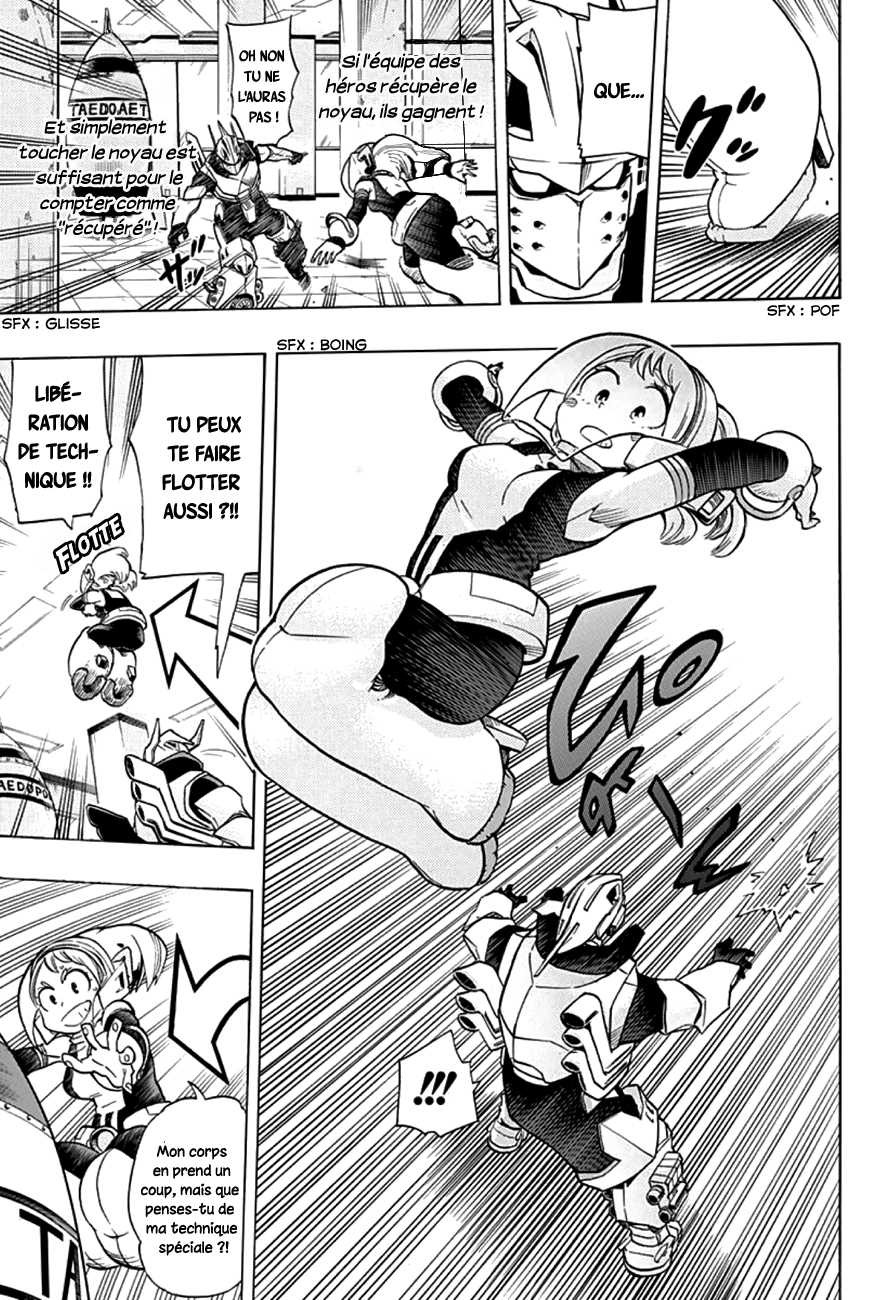 QUE...
Si l'équipe des
héros récupère le
noyau, ils gagnent !
OH NON
TU NE
L'AURAS
PAS !
TAEDOAET
Et simplement
toucher le noyau est
suffisant pour le
compter comme
"récupéré" !
SFX : POF
SFX : GLISSE
SFX : BOING
!!!
TU PEUX
TE FAIRE
FLOTTER
AUSSI ?!!
LIBÉ-
RATION
DE TECH-
NIQUE !!
FLOTTE
Mon corps
en prend un
coup, mais que
penses-tu de
ma technique
spéciale ?!